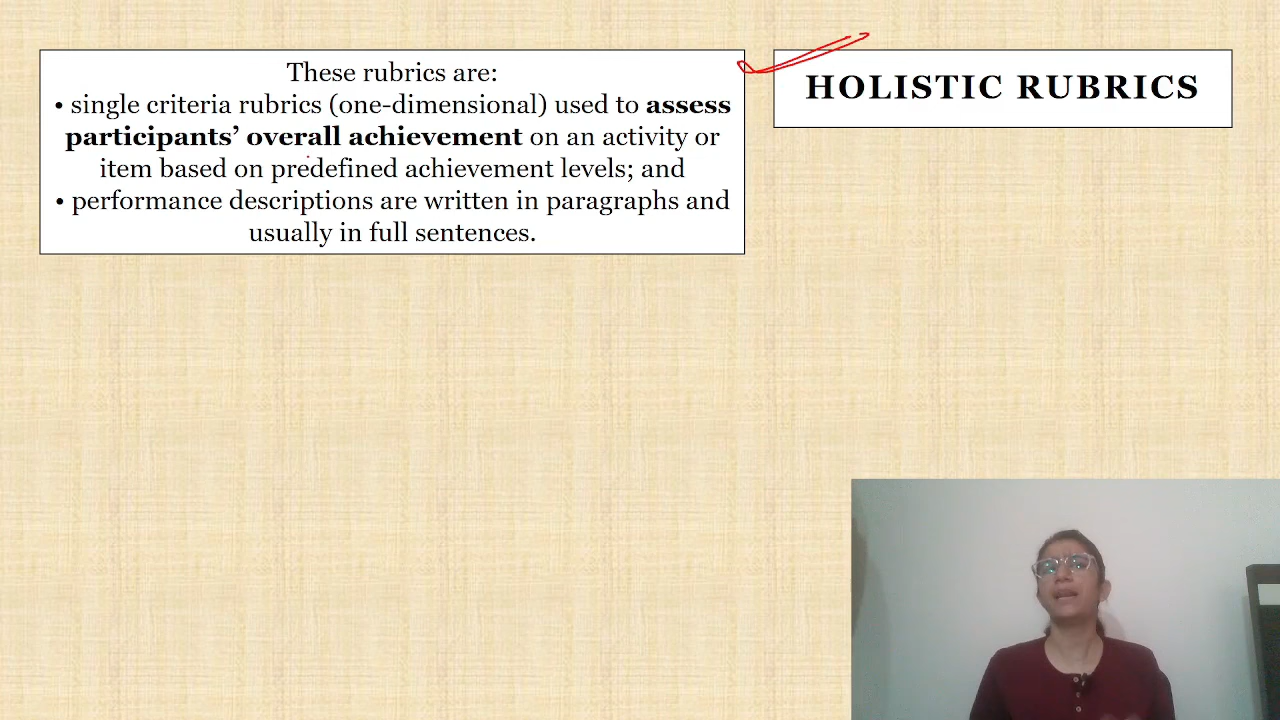 These rubrics are:
• single criteria rubrics (one-dimensional) used to assess
participants’ overall achievement on an activity or
item based on predefined achievement levels; and
• performance descriptions are written in paragraphs and
usually in full sentences.
HOLISTIC RUBRICS